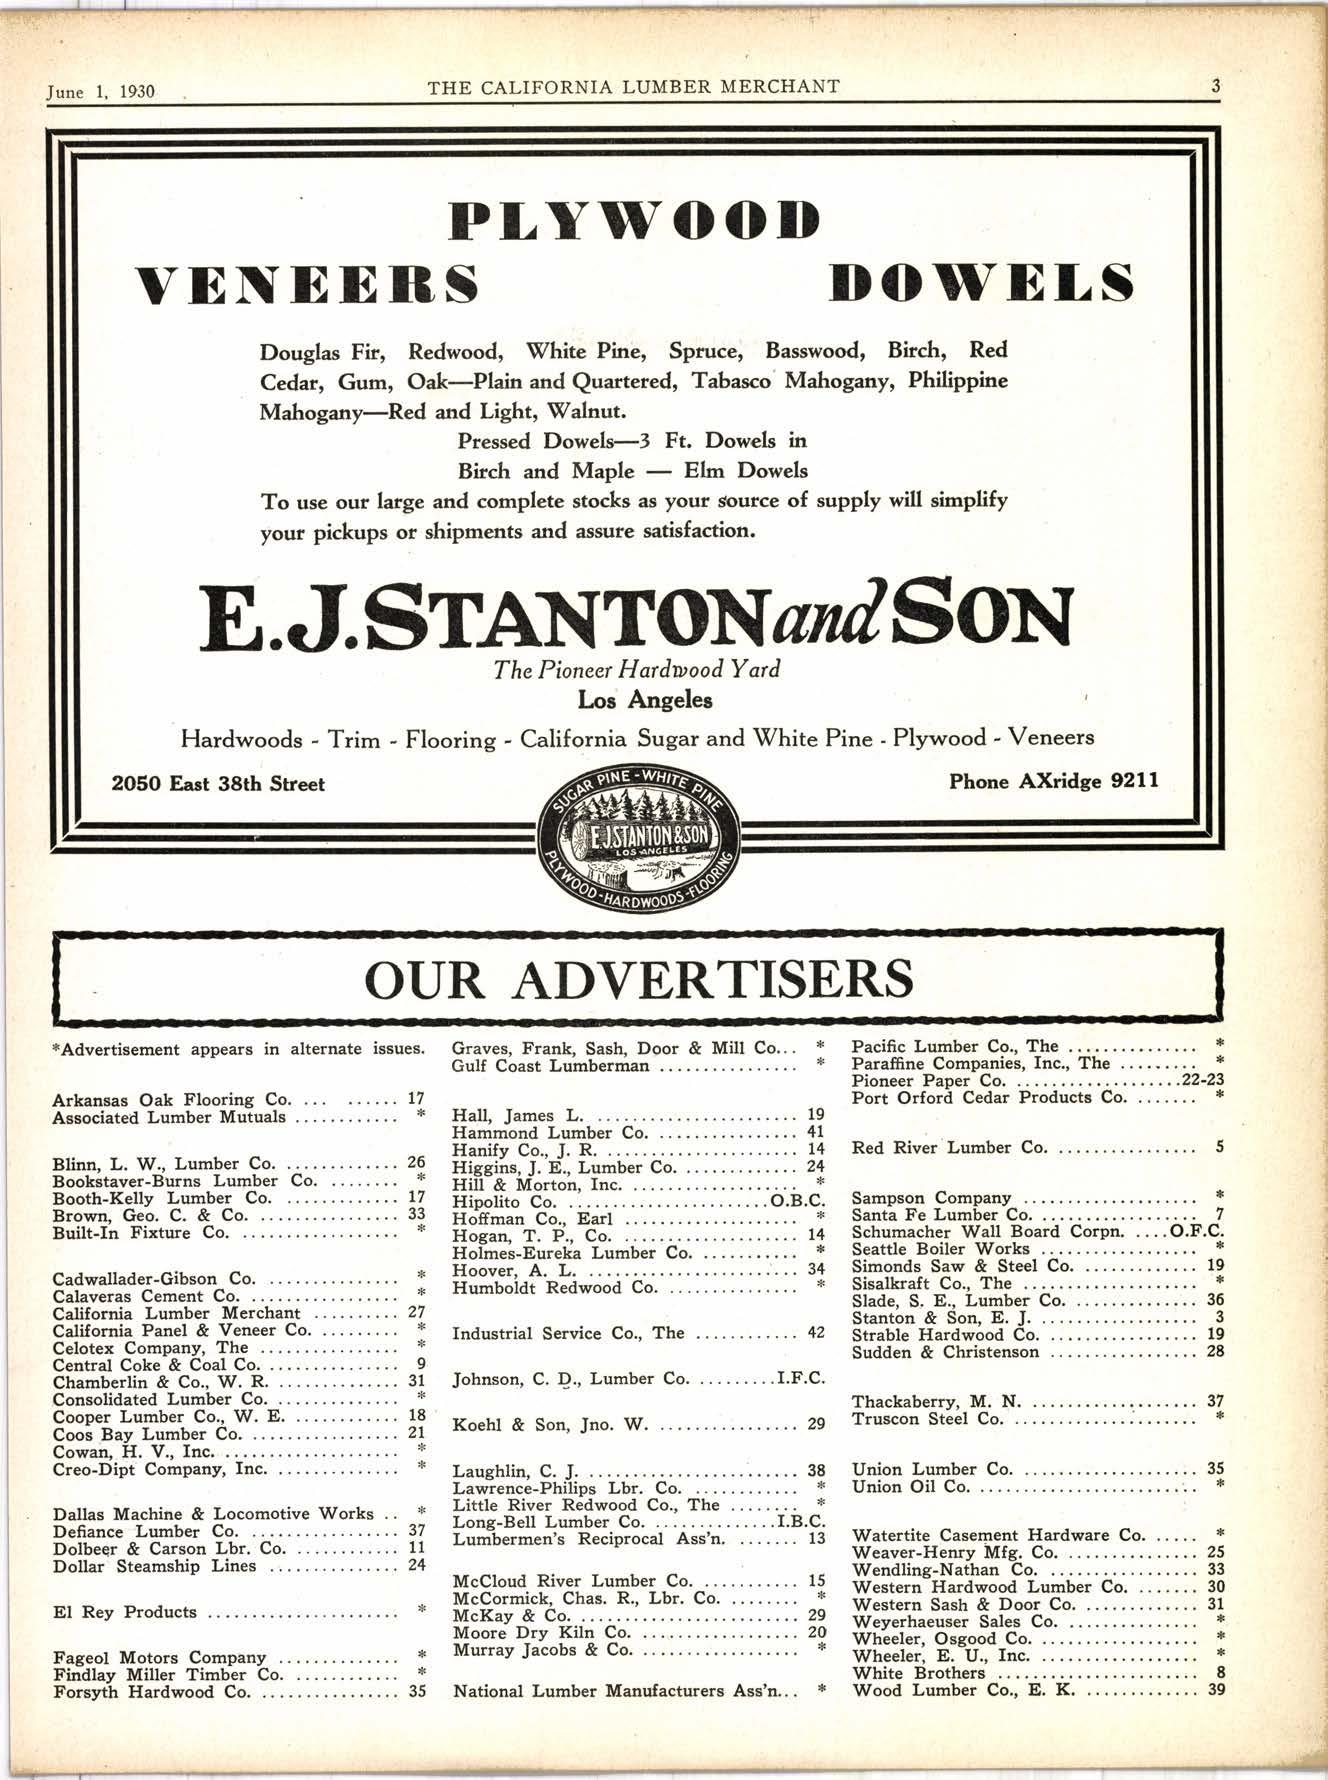 June 1, 1930
THE CALIFORNIA LUMBER MERCHANT
3
PLYWOOD
VENEERS
DOWELS
Douglas Fir, Redwood, White Pine, Spruce, Basswood, Birch, Red
Cedar, Gum, Oak—Plain and Quartered, Tabasco Mahogany, Philippine
Mahogany—Red and Light, Walnut.
Pressed Dowels—3 Ft. Dowels in
Birch and Maple — Elm Dowels
To use our large and complete stocks as your source of supply will simplify
your pickups or shipments and assure satisfaction.
E. J. STANTON and SON
The Pioneer Hardwood Yard
Los Angeles
Hardwoods - Trim - Flooring - California Sugar and White Pine - Plywood - Veneers
2050 East 38th Street
Phone AXridge 9211
SUGAR PINE - WHITE PINE
E.J. STANTON & SON
LOS ANGELES
PLYWOOD - HARDWOODS - FLOORING
OUR ADVERTISERS
*Advertisement appears in alternate issues.
Arkansas Oak Flooring Co. ... ...... 17
Associated Lumber Mutuals ............ *
Blinn, L. W., Lumber Co. ............. 26
Bookstaver-Burns Lumber Co. ........ *
Booth-Kelly Lumber Co. ............. 17
Brown, Geo. C. & Co. ................ 33
Built-In Fixture Co. .................. *
Cadwallader-Gibson Co. ............... *
Calaveras Cement Co. ................. *
California Lumber Merchant .......... 27
California Panel & Veneer Co. ......... *
Celotex Company, The ................ *
Central Coke & Coal Co. ............... 9
Chamberlin & Co., W. R. .............. 31
Consolidated Lumber Co. .............. *
Cooper Lumber Co., W. E. ............. 18
Coos Bay Lumber Co. ................. 21
Cowan, H. V., Inc. .................... *
Creo-Dipt Company, Inc. .............. *
Dallas Machine & Locomotive Works .. *
Defiance Lumber Co. ................. 37
Dolbeer & Carson Lbr. Co. ............ 11
Dollar Steamship Lines ............... 24
El Rey Products ...................... *
Fageol Motors Company .............. *
Findlay Miller Timber Co. ............ *
Forsyth Hardwood Co. ................ 35
Graves, Frank, Sash, Door & Mill Co... *
Gulf Coast Lumberman ................ *
Hall, James L. ....................... 19
Hammond Lumber Co. ................ 41
Hanify Co., J. R. ..................... 14
Higgins, J. E., Lumber Co. ............. 24
Hill & Morton, Inc. ................... *
Hipolito Co. ........................O.B.C.
Hoffman Co., Earl .................... *
Hogan, T. P., Co. .................... 14
Holmes-Eureka Lumber Co. ........... *
Hoover, A. L. ........................ 34
Humboldt Redwood Co. ............... *
Industrial Service Co., The ............ 42
Johnson, C. D., Lumber Co. .........I.F.C.
Koehl & Son, Jno. W. ................. 29
Laughlin, C. J. ........................ 38
Lawrence-Philips Lbr. Co. ............ *
Little River Redwood Co., The ........ *
Long-Bell Lumber Co. ..............I.B.C.
Lumbermen's Reciprocal Ass'n. ....... 13
McCloud River Lumber Co. ........... 15
McCormick, Chas. R., Lbr. Co. ........ *
McKay & Co. ......................... 29
Moore Dry Kiln Co. .................. 20
Murray Jacobs & Co. .................. *
National Lumber Manufacturers Ass'n... *
Pacific Lumber Co., The ............... *
Paraffine Companies, Inc., The ......... *
Pioneer Paper Co. ...................22-23
Port Orford Cedar Products Co. ....... *
Red River Lumber Co. ................ 5
Sampson Company .................... *
Santa Fe Lumber Co. .................. 7
Schumacher Wall Board Corpn. ....O.F.C.
Seattle Boiler Works .................. *
Simonds Saw & Steel Co. ............. 19
Sisalkraft Co., The .................... *
Slade, S. E., Lumber Co. .............. 36
Stanton & Son, E. J. .................. 3
Strable Hardwood Co. ................. 19
Sudden & Christenson ................. 28
Thackaberry, M. N. ................... 37
Truscon Steel Co. ..................... *
Union Lumber Co. .................... 35
Union Oil Co. ......................... *
Watertite Casement Hardware Co. ..... *
Weaver-Henry Mfg. Co. ............... 25
Wendling-Nathan Co. ................. 33
Western Hardwood Lumber Co. ....... 30
Western Sash & Door Co. ............. 31
Weyerhaeuser Sales Co. ............... *
Wheeler, Osgood Co. .................. *
Wheeler, E. U., Inc. ................... *
White Brothers ....................... 8
Wood Lumber Co., E. K. ............. 39